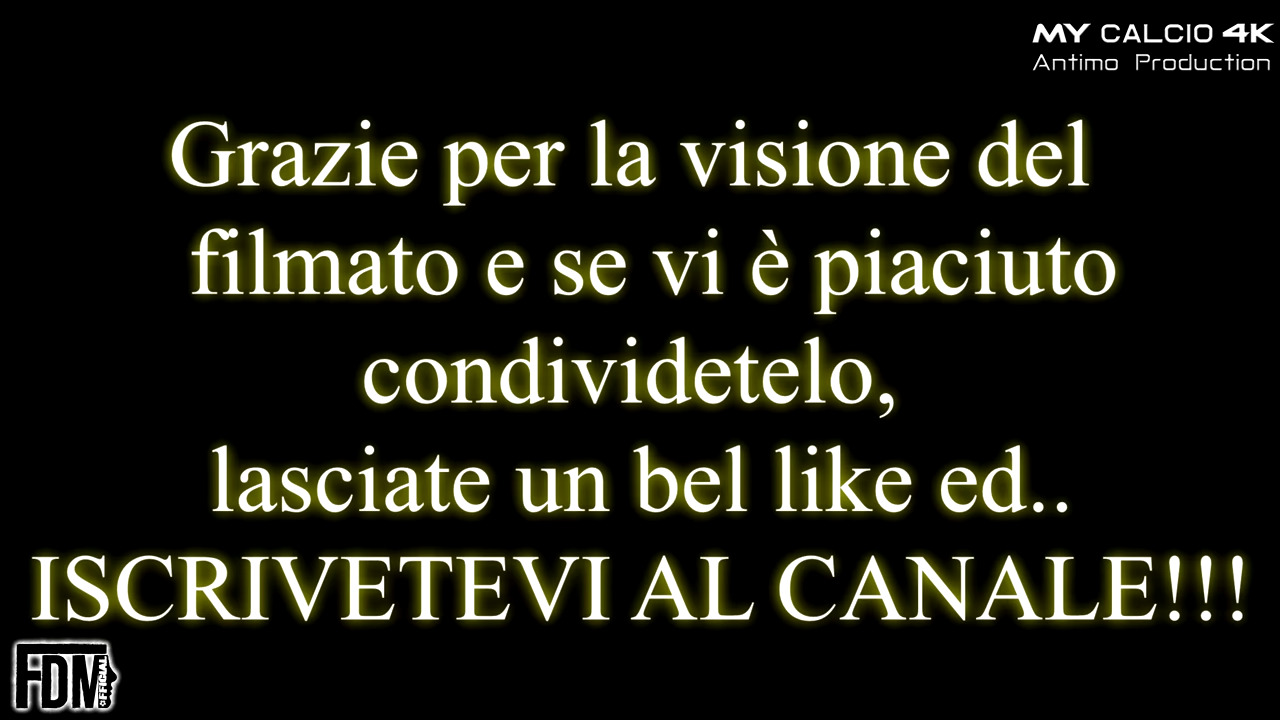 MY CALCIO 4K
Antimo Production
Grazie per la visione del
filmato e se vi è piaciuto
condividetelo,
lasciate un bel like ed..
ISCRIVETEVI AL CANALE!!!
FDM
OFFICIAL